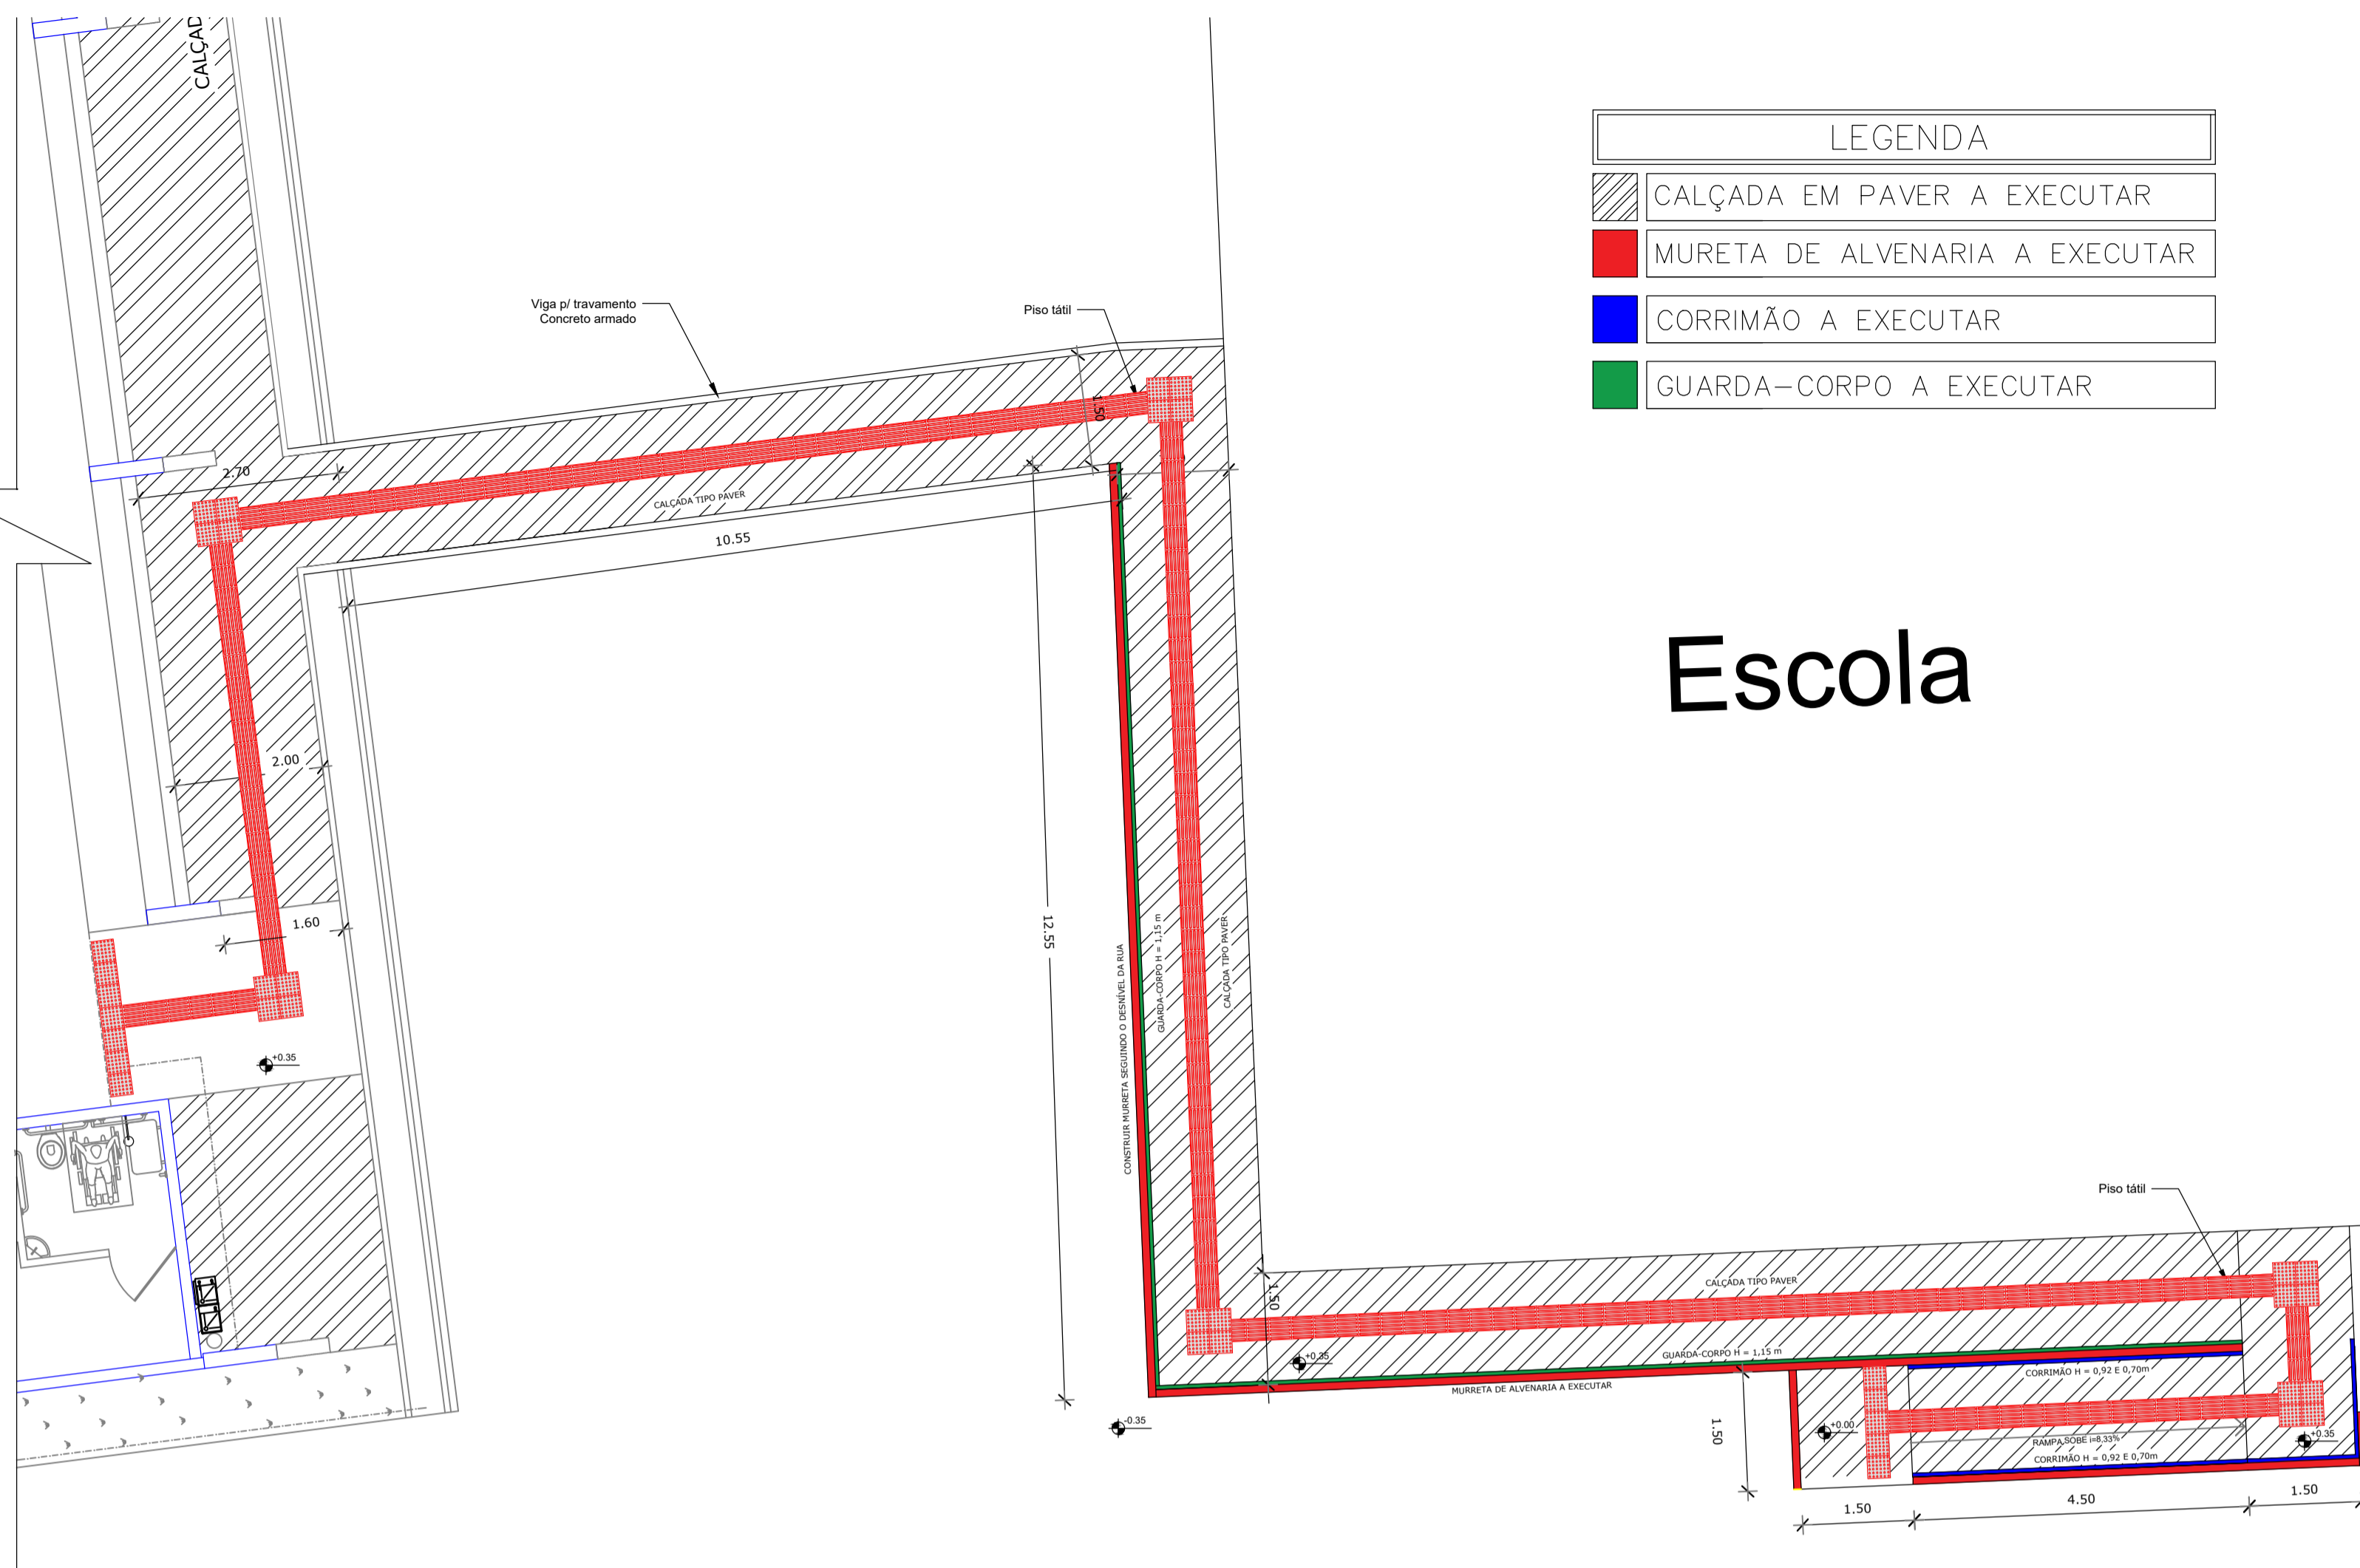 CALÇAD
LEGENDA
CALÇADA EM PAVER A EXECUTAR
MURETA DE ALVENARIA A EXECUTAR
CORRIMÃO A EXECUTAR
GUARDA-CORPO A EXECUTAR
Viga p/ travamento
Concreto armado
Piso tátil
1.50
2.70
CALÇADA TIPO PAVER
10.55
Escola
2.00
1.60
12.55
CONSTRUIR MURRETA SEGUINDO O DESNÍVEL DA RUA
GUARDA-CORPO H = 1,15 m
CALÇADA TIPO PAVER
+0.35
Piso tátil
CALÇADA TIPO PAVER
1.50
+0.35
GUARDA-CORPO H = 1,15 m
MURRETA DE ALVENARIA A EXECUTAR
CORRIMÃO H = 0,92 E 0,70m
-0.35
1.50
+0.00
RAMPA SOBE i=8,33%
+0.35
CORRIMÃO H = 0,92 E 0,70m
1.50
4.50
1.50